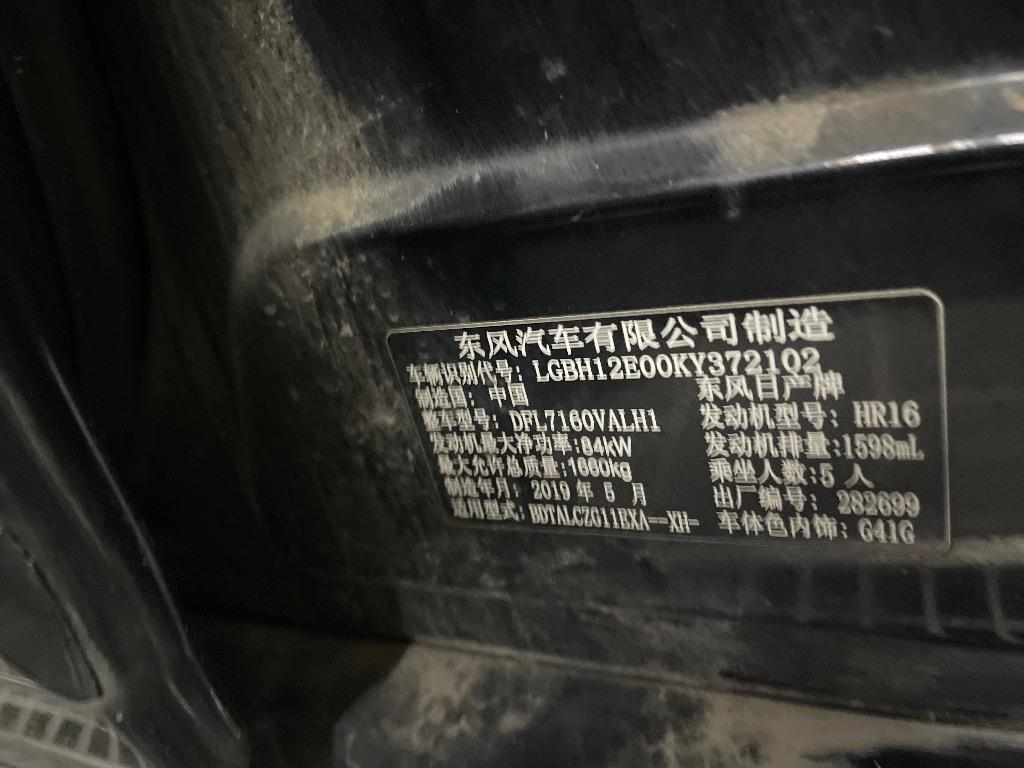 东风汽车有限公司制造
车辆识别代号: LGBH12E00KY372102
制造国: 中国 东风日产牌
整车型号: DFL7160VALH1 发动机型号: HR16
发动机最大净功率:84kW 发动机排量:1598mL
最大允许总质量:1660kg 乘坐人数:5 人
制造年月: 2019 年 5 月 出厂编号: 282699
适用型式: BDTALCZG11EXA--XH- 车体色内饰: G41G